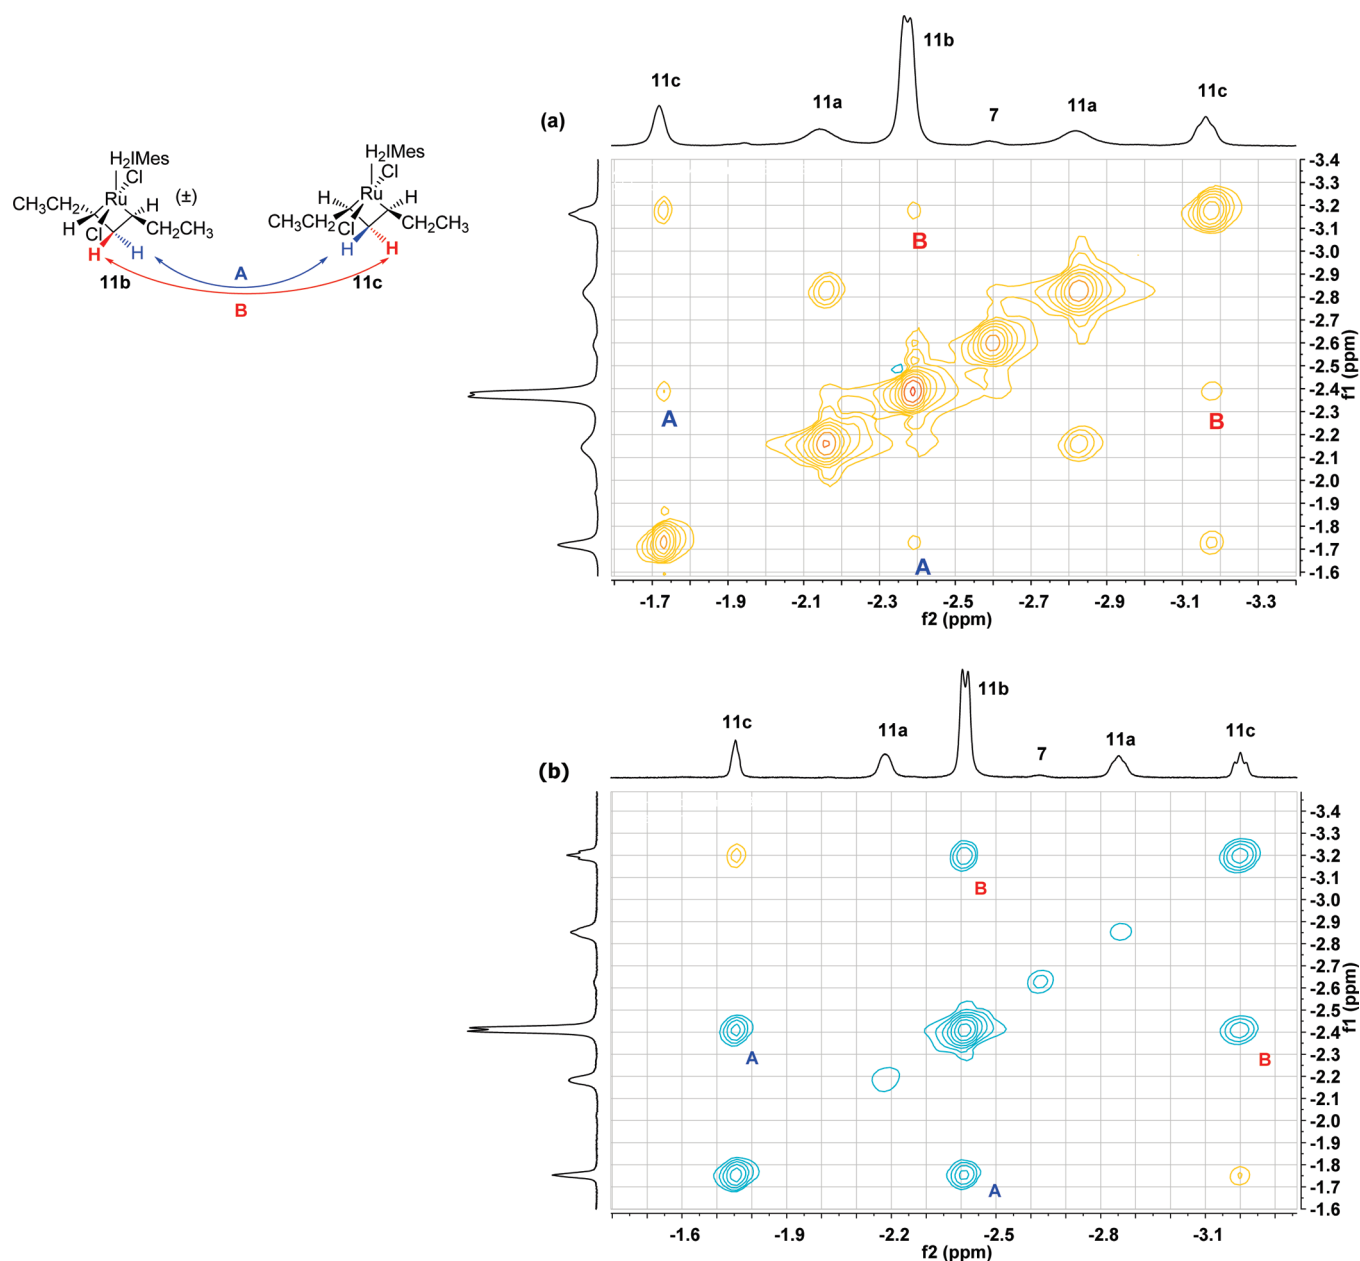 H₂IMes
Cl
Ru
(±)
CH₃CH₂
H
H
Cl
CH₂CH₃
H
H
11b
H₂IMes
Cl
Ru
H
H
CH₃CH₂
Cl
CH₂CH₃
H
H
11c
A
B
(a)
11c
11a
11b
7
11a
11c
B
A
B
A
-3.4
-3.3
-3.2
-3.1
-3.0
-2.9
-2.8
-2.7
-2.6
-2.5
-2.4
-2.3
-2.2
-2.1
-2.0
-1.9
-1.8
-1.7
-1.6
f1 (ppm)
-1.7 -1.9 -2.1 -2.3 -2.5 -2.7 -2.9 -3.1 -3.3
f2 (ppm)
(b)
11c
11a
11b
7
11a
11c
B
A
B
A
-3.4
-3.3
-3.2
-3.1
-3.0
-2.9
-2.8
-2.7
-2.6
-2.5
-2.4
-2.3
-2.2
-2.1
-2.0
-1.9
-1.8
-1.7
-1.6
f1 (ppm)
-1.6 -1.9 -2.2 -2.5 -2.8 -3.1
f2 (ppm)